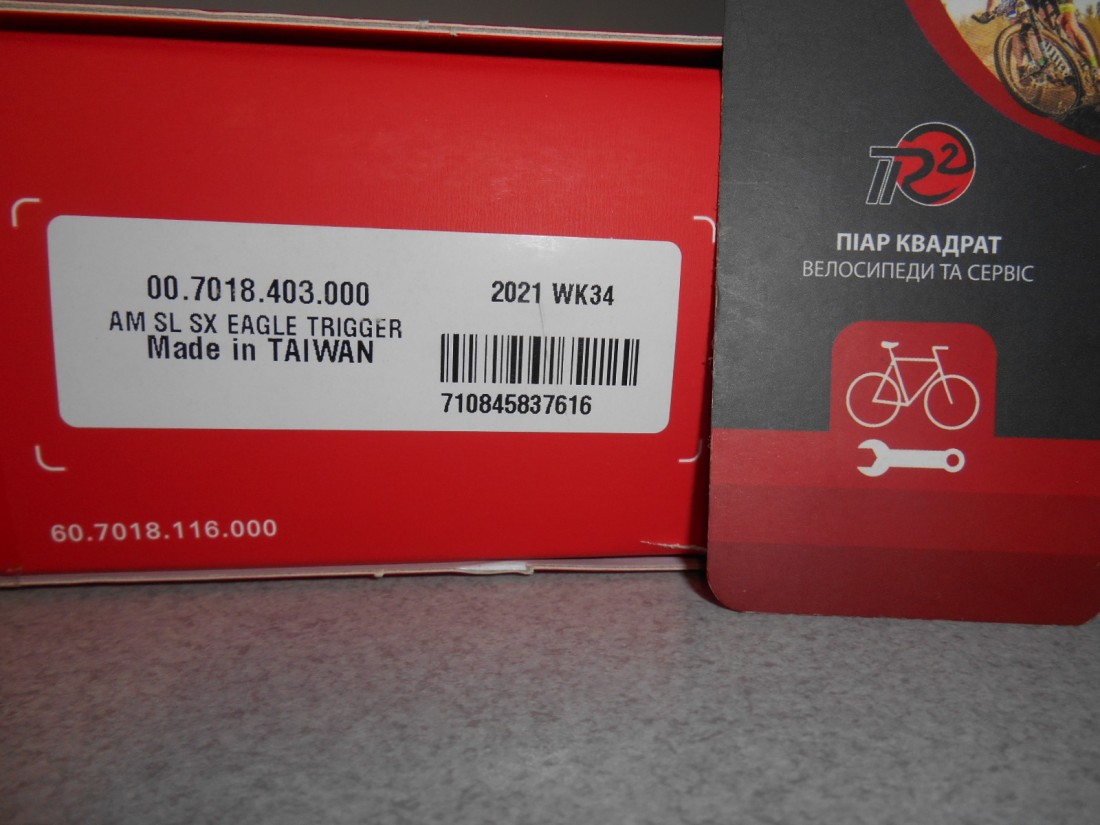 00.7018.403.000
2021 WK34
AM SL SX EAGLE TRIGGER
Made in TAIWAN
710845837616
60.7018.116.000
ПR2
ПІАР КВАДРАТ
ВЕЛОСИПЕДИ ТА СЕРВІС